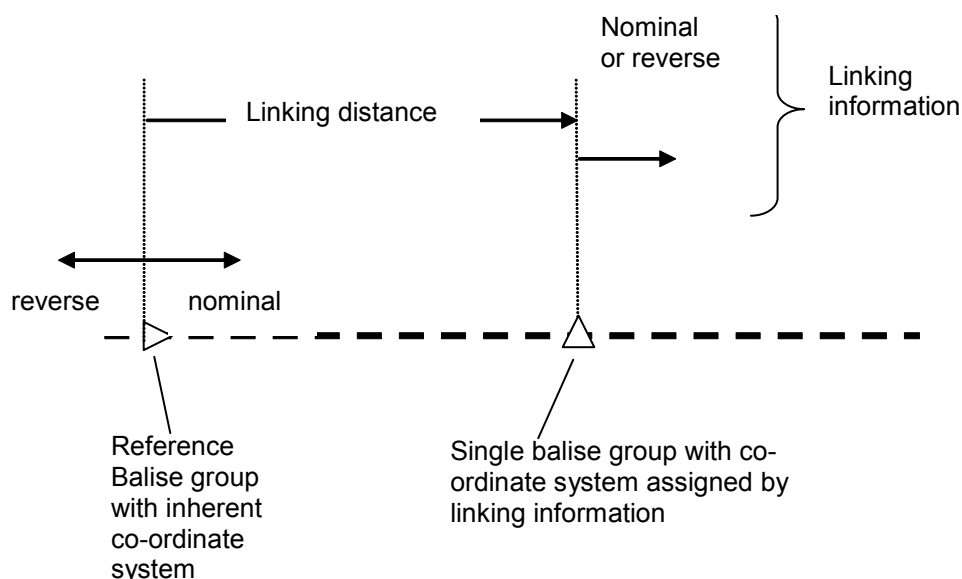 Nominal
or reverse
Linking
information
Linking distance
reverse
nominal
Reference
Balise group
with inherent
co-ordinate
system
Single balise group with co-
ordinate system assigned by
linking information